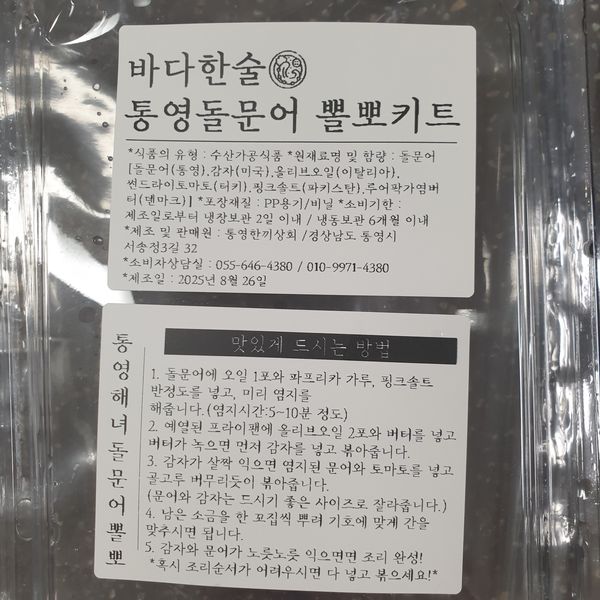 바다한술
통영돌문어 뽈뽀키트
*식품의 유형 : 수산가공식품 *원재료명 및 함량 : 돌문어
[돌문어(통영),감자(미국),올리브오일(이탈리아),
썬드라이토마토(터키),핑크솔트(파키스탄),루어팍가염버
터(덴마크)] *포장재질 : PP용기/비닐 *소비기한 :
제조일로부터 냉장보관 2일 이내 / 냉동보관 6개월 이내
*제조 및 판매원 : 통영한끼상회 /경상남도 통영시
서송정3길 32
*소비자상담실 : 055-646-4380 / 010-9971-4380
*제조일 : 2025년 8월 26일
통영해녀돌문어뽈뽀
맛있게 드시는 방법
1. 돌문어에 오일 1포와 파프리카 가루, 핑크솔트
반정도를 넣고, 미리 염지를
해줍니다. (염지시간:5~10분 정도)
2. 예열된 프라이팬에 올리브오일 2포와 버터를 넣고
버터가 녹으면 먼저 감자를 넣고 볶아줍니다.
3. 감자가 살짝 익으면 염지된 문어와 토마토를 넣고
골고루 버무리듯이 볶아줍니다.
(문어와 감자는 드시기 좋은 사이즈로 잘라줍니다.)
4. 남은 소금을 한 꼬집씩 뿌려 기호에 맞게 간을
맞추시면 됩니다.
5. 감자와 문어가 노릇노릇 익으면면 조리 완성!
*혹시 조리순서가 어려우시면 다 넣고 볶으세요!*